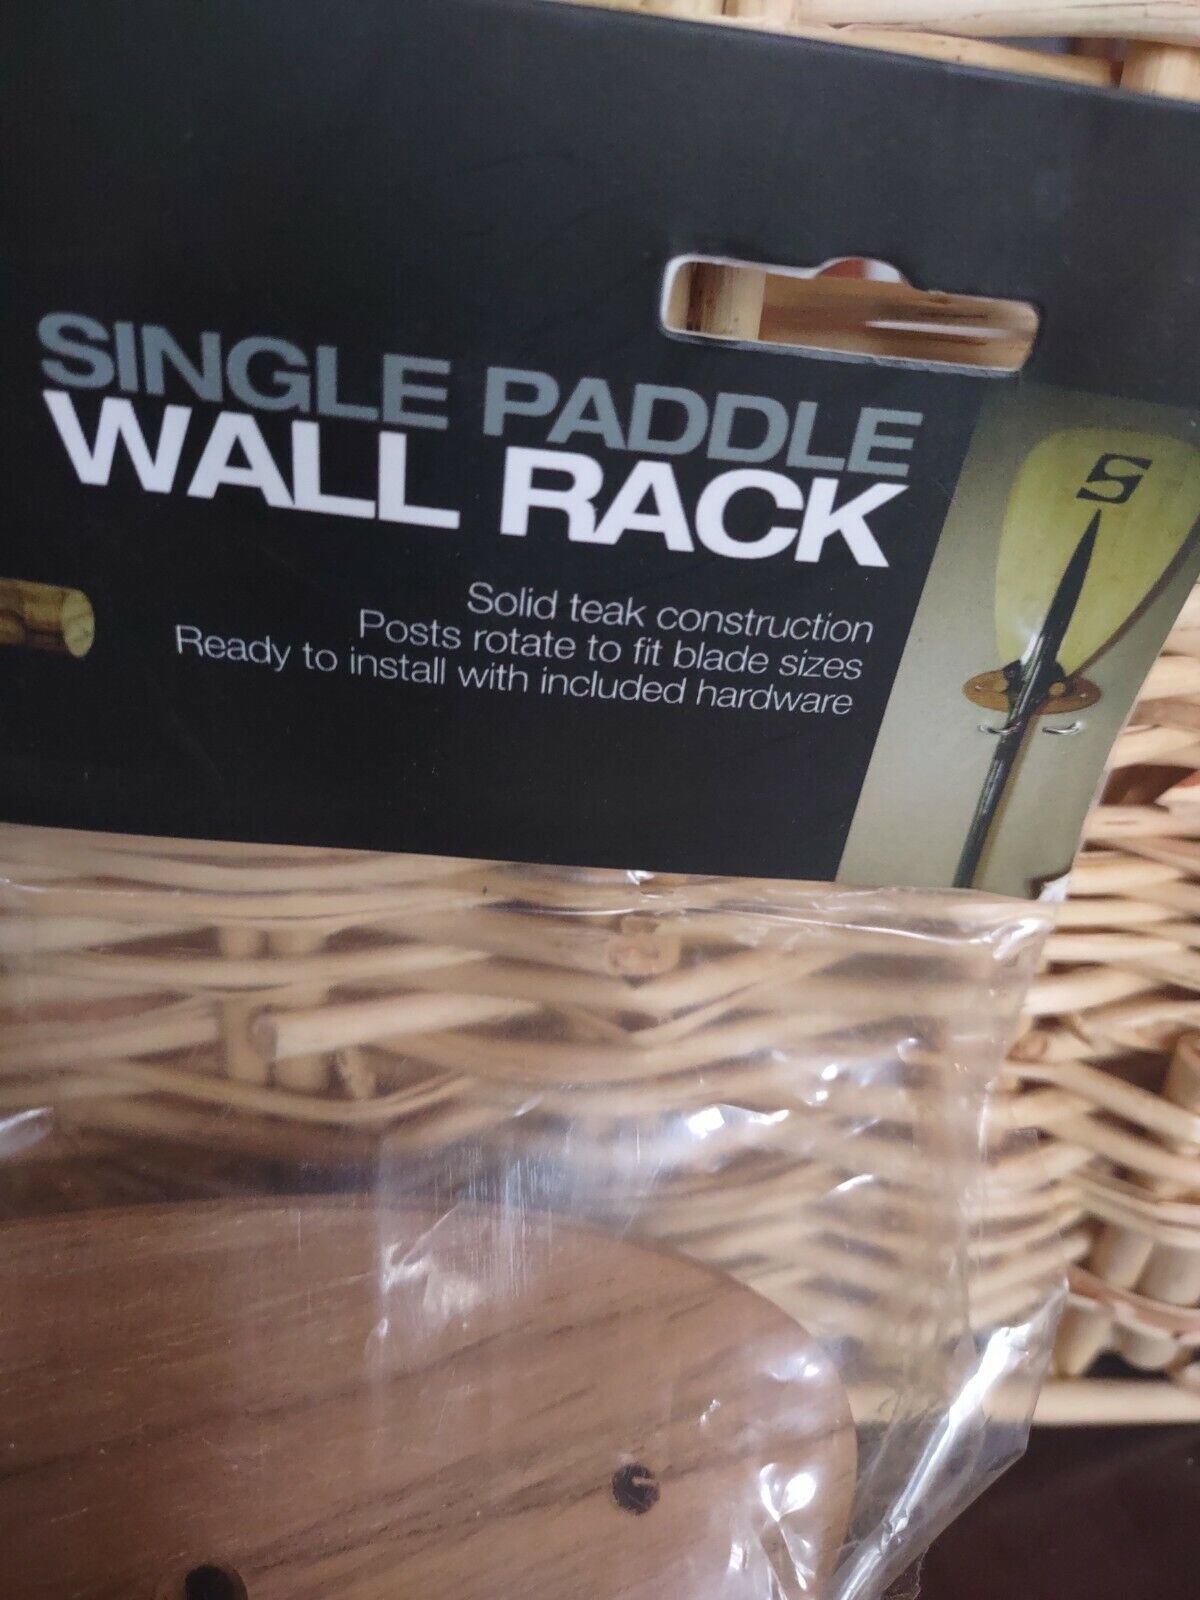 SINGLE PADDLE
WALL RACK
Solid teak construction
Posts rotate to fit blade sizes
Ready to install with included hardware
S